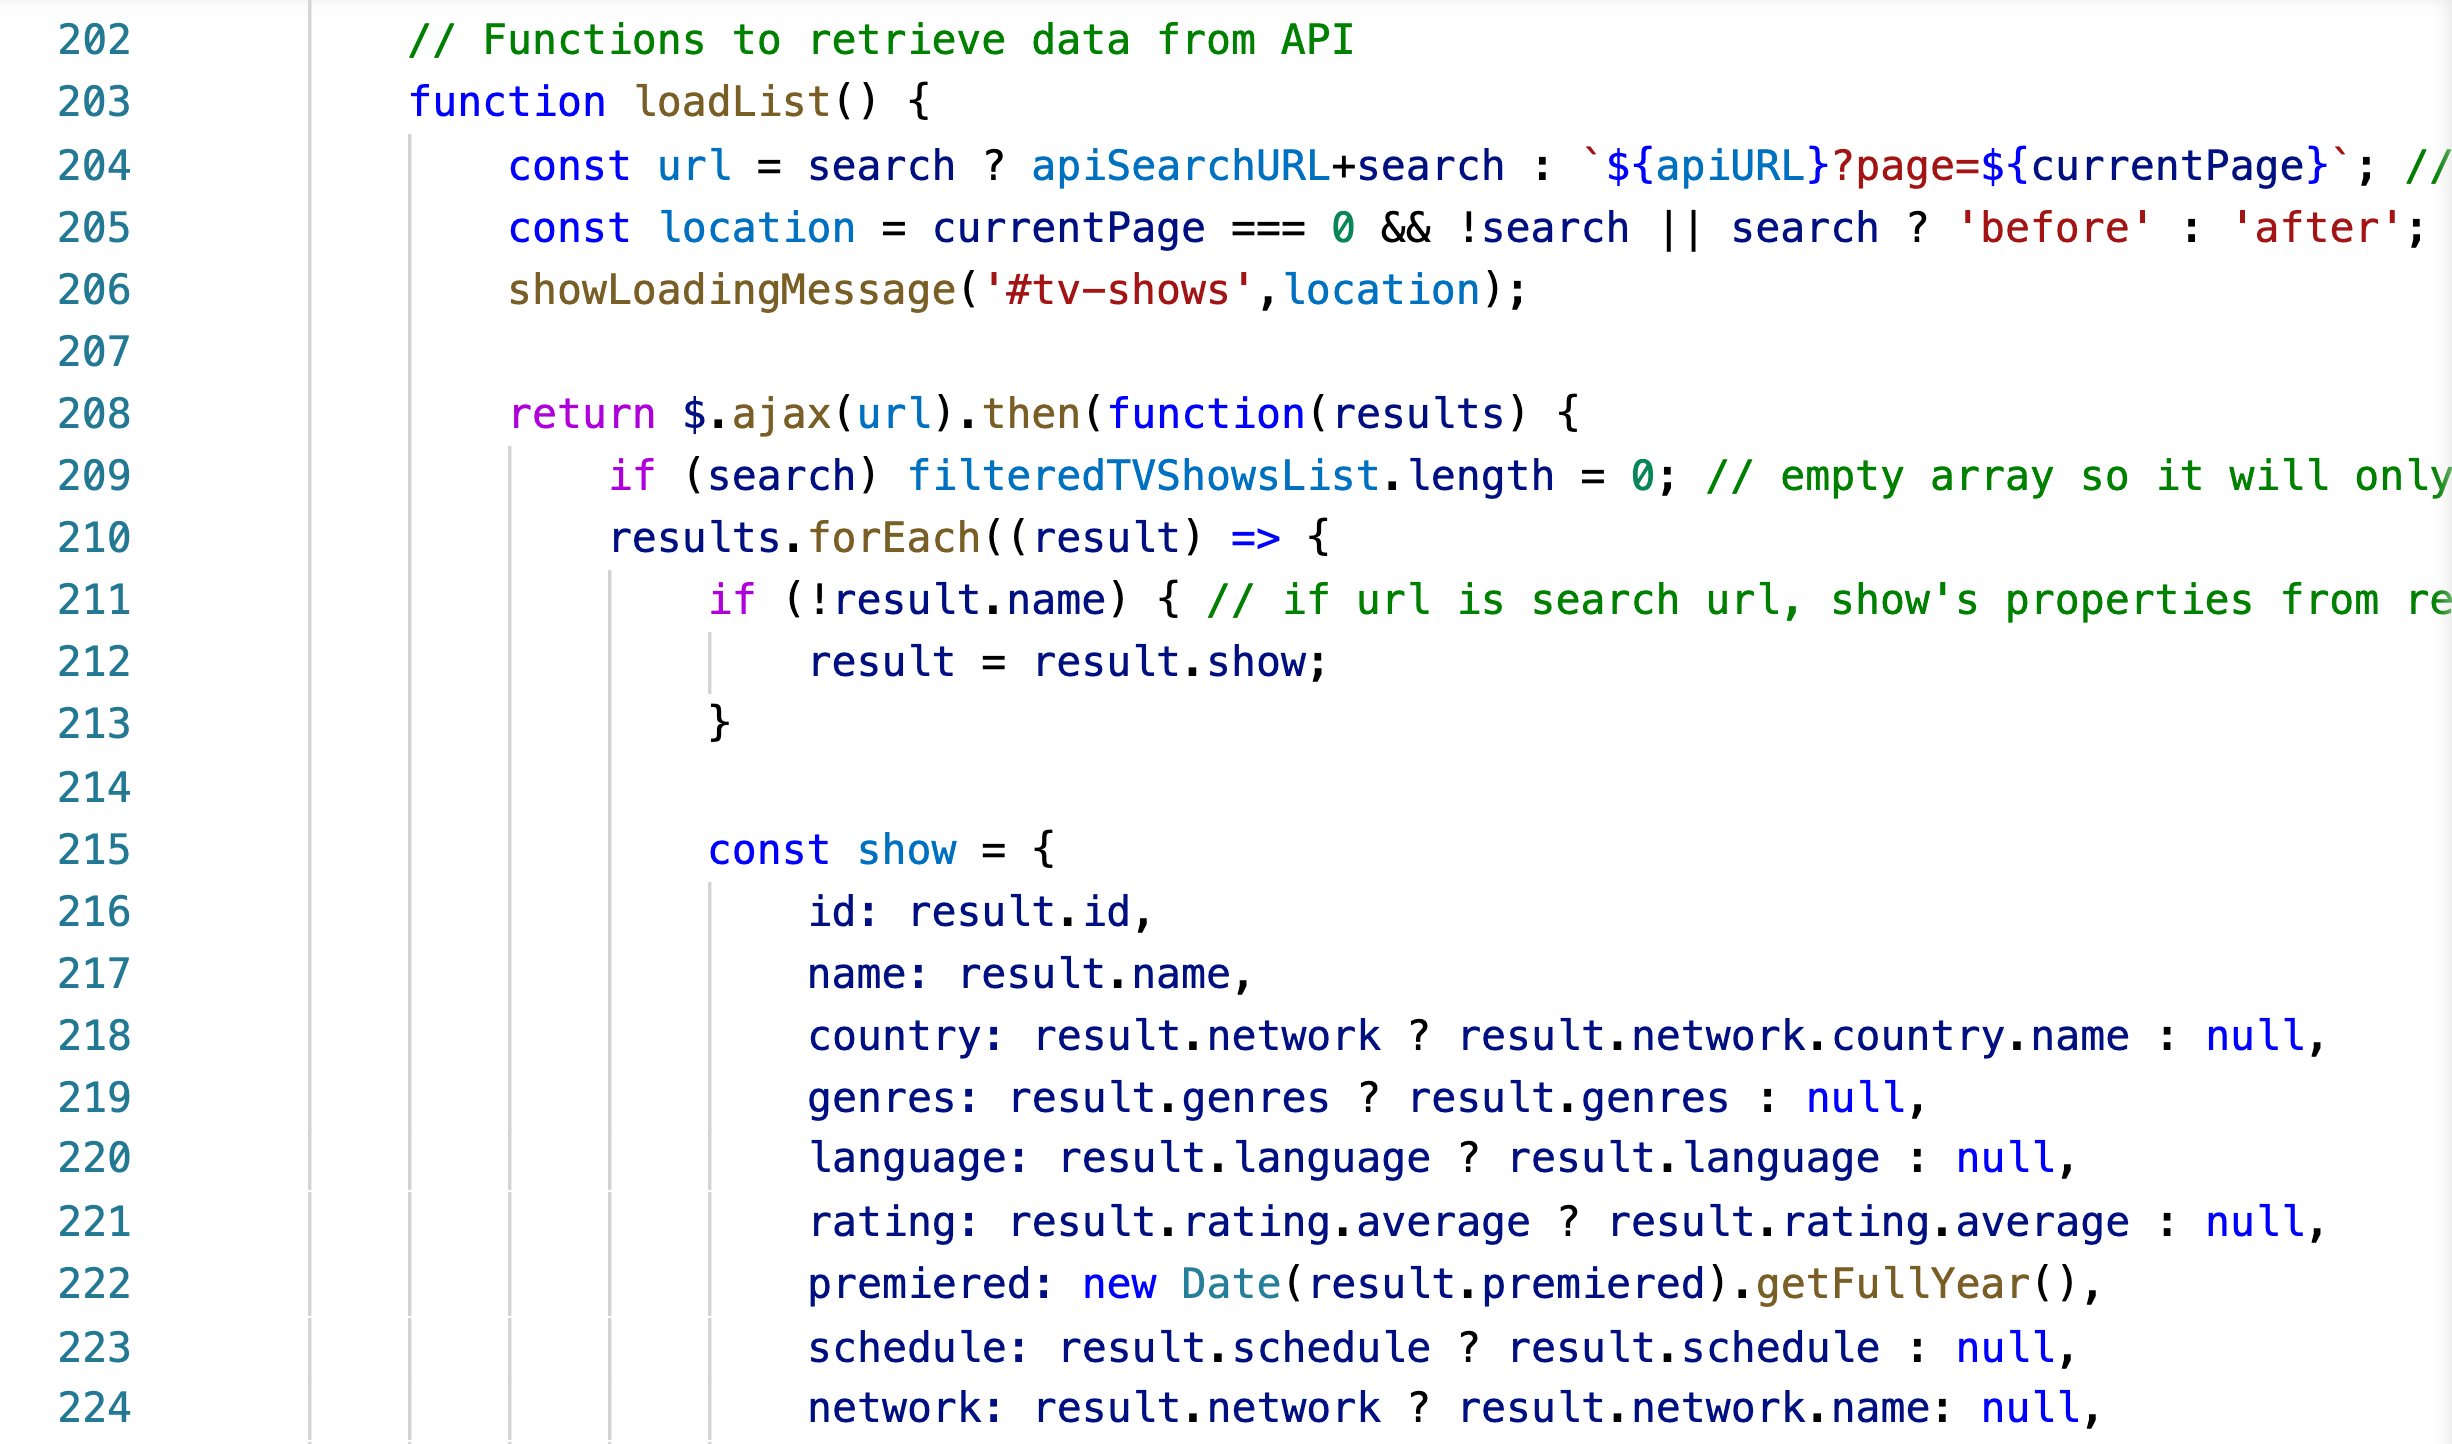 202 // Functions to retrieve data from API
203 function loadList() {
204 const url = search ? apiSearchURL+search : `${apiURL}?page=${currentPage}`; //
205 const location = currentPage === 0 && !search || search ? 'before' : 'after';
206 showLoadingMessage('#tv-shows',location);
207
208 return $.ajax(url).then(function(results) {
209 if (search) filteredTVShowsList.length = 0; // empty array so it will only
210 results.forEach((result) => {
211 if (!result.name) { // if url is search url, show's properties from re
212 result = result.show;
213 }
214
215 const show = {
216 id: result.id,
217 name: result.name,
218 country: result.network ? result.network.country.name : null,
219 genres: result.genres ? result.genres : null,
220 language: result.language ? result.language : null,
221 rating: result.rating.average ? result.rating.average : null,
222 premiered: new Date(result.premiered).getFullYear(),
223 schedule: result.schedule ? result.schedule : null,
224 network: result.network ? result.network.name: null,